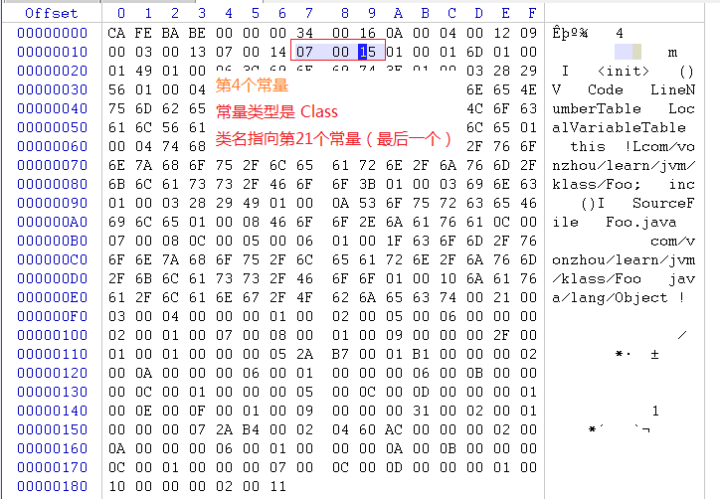 Offset 0 1 2 3 4 5 6 7 8 9 A B C D E F
00000000 CA FE BA BE 00 00 00 34 00 16 0A 00 04 00 12 09 Êþº¾ 4
00000010 00 03 00 13 07 00 14 07 00 15 01 00 01 6D 01 00 m
00000020 01 49 01 00 06 3C 69 6E 69 74 3E 01 00 03 28 29 I <init> ()
00000030 56 01 00 04 6E 65 4E V Code LineN
第4个常量
00000040 75 6D 62 65 4C 6F 63 umberTable Loc
常量类型是 Class
00000050 61 6C 56 61 6C 65 01 alVariableTable
类名指向第21个常量（最后一个）
00000060 00 04 74 68 2F 76 6F this !Lcom/vo
00000070 6E 7A 68 6F 75 2F 6C 65 61 72 6E 2F 6A 76 6D 2F nzhou/learn/jvm/
00000080 6B 6C 61 73 73 2F 46 6F 6F 3B 01 00 03 69 6E 63 klass/Foo; inc
00000090 01 00 03 28 29 49 01 00 0A 53 6F 75 72 63 65 46 ()I SourceF
000000A0 69 6C 65 01 00 08 46 6F 6F 2E 6A 61 76 61 0C 00 ile Foo.java
000000B0 07 00 08 0C 00 05 00 06 01 00 1F 63 6F 6D 2F 76 com/v
000000C0 6F 6E 7A 68 6F 75 2F 6C 65 61 72 6E 2F 6A 76 6D onzhou/learn/jvm
000000D0 2F 6B 6C 61 73 73 2F 46 6F 6F 01 00 10 6A 61 76 /klass/Foo jav
000000E0 61 2F 6C 61 6E 67 2F 4F 62 6A 65 63 74 00 21 00 a/lang/Object !
000000F0 03 00 04 00 00 00 01 00 02 00 05 00 06 00 00 00
00000100 02 00 01 00 07 00 08 00 01 00 09 00 00 00 2F 00 /
00000110 01 00 01 00 00 00 05 2A B7 00 01 B1 00 00 00 02 *· ±
00000120 00 0A 00 00 00 06 00 01 00 00 00 06 00 0B 00 00
00000130 00 0C 00 01 00 00 00 05 00 0C 00 0D 00 00 00 01
00000140 00 0E 00 0F 00 01 00 09 00 00 00 31 00 02 00 01 1
00000150 00 00 00 07 2A B4 00 02 04 60 AC 00 00 00 02 00 *´ `¬
00000160 0A 00 00 00 06 00 01 00 00 00 0A 00 0B 00 00 00
00000170 0C 00 01 00 00 00 07 00 0C 00 0D 00 00 00 01 00
00000180 10 00 00 00 02 00 11